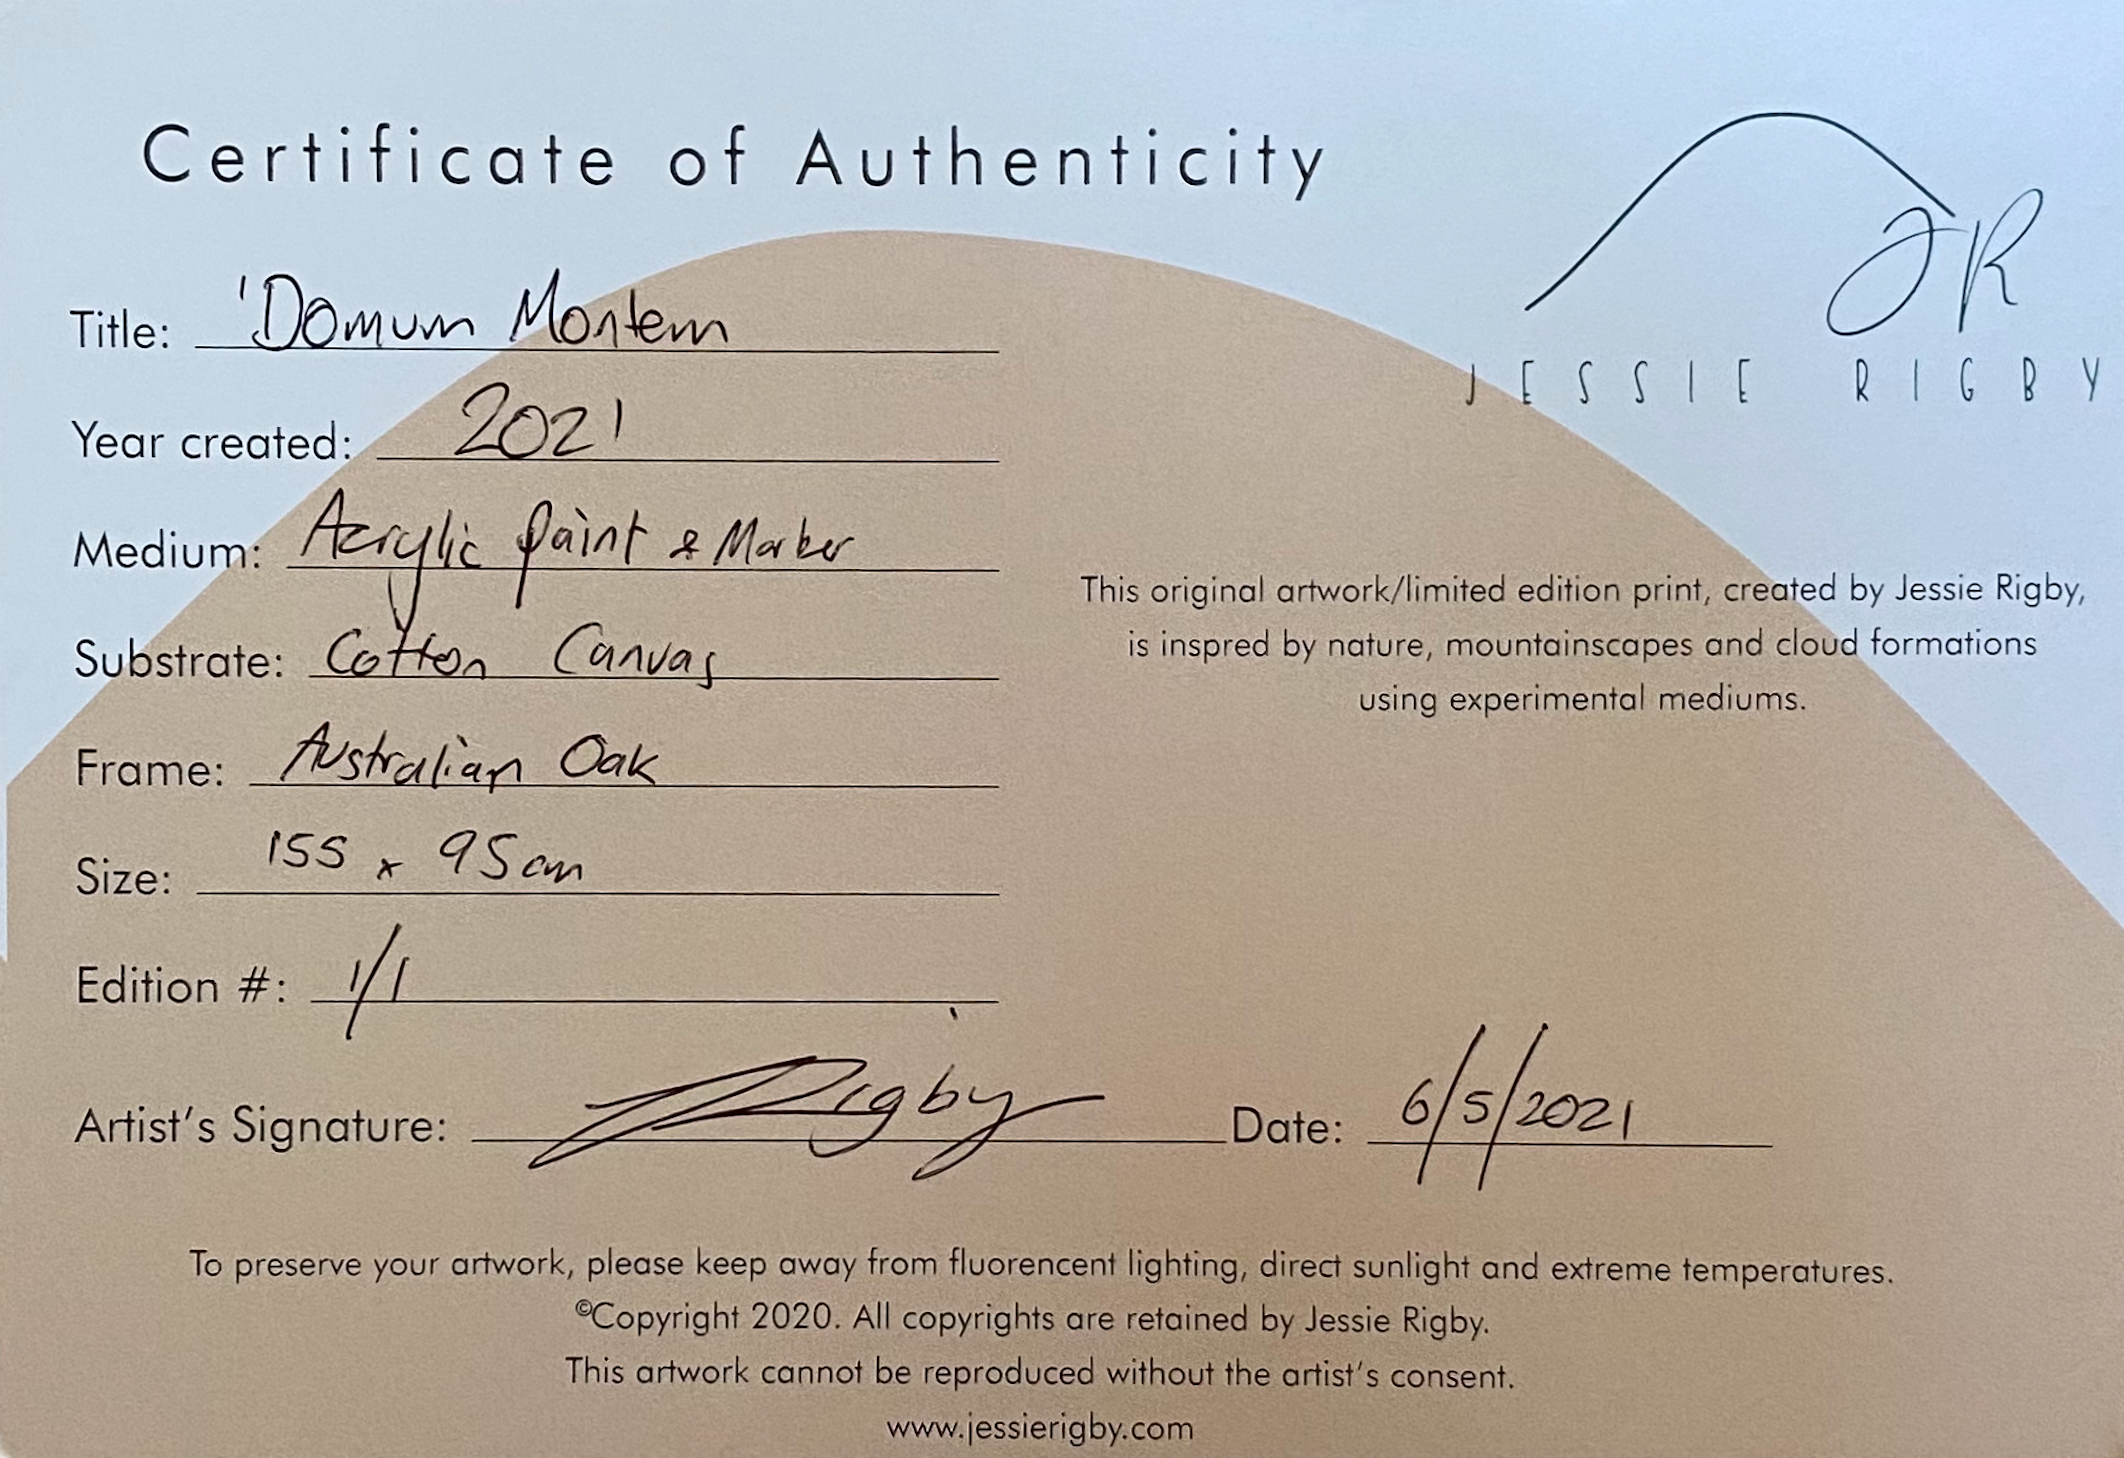 Certificate of Authenticity
JR
JESSIE RIGBY
Title: 'Domum Montem
Year created: 2021
Medium: Acrylic paint & Marker
Substrate: Cotton Canvas
Frame: Australian Oak
Size: 155 x 95cm
Edition #: 1/1
This original artwork/limited edition print, created by Jessie Rigby,
is inspred by nature, mountainscapes and cloud formations
using experimental mediums.
Artist's Signature: JRigby Date: 6/5/2021
To preserve your artwork, please keep away from fluorencent lighting, direct sunlight and extreme temperatures.
©Copyright 2020. All copyrights are retained by Jessie Rigby.
This artwork cannot be reproduced without the artist's consent.
www.jessierigby.com